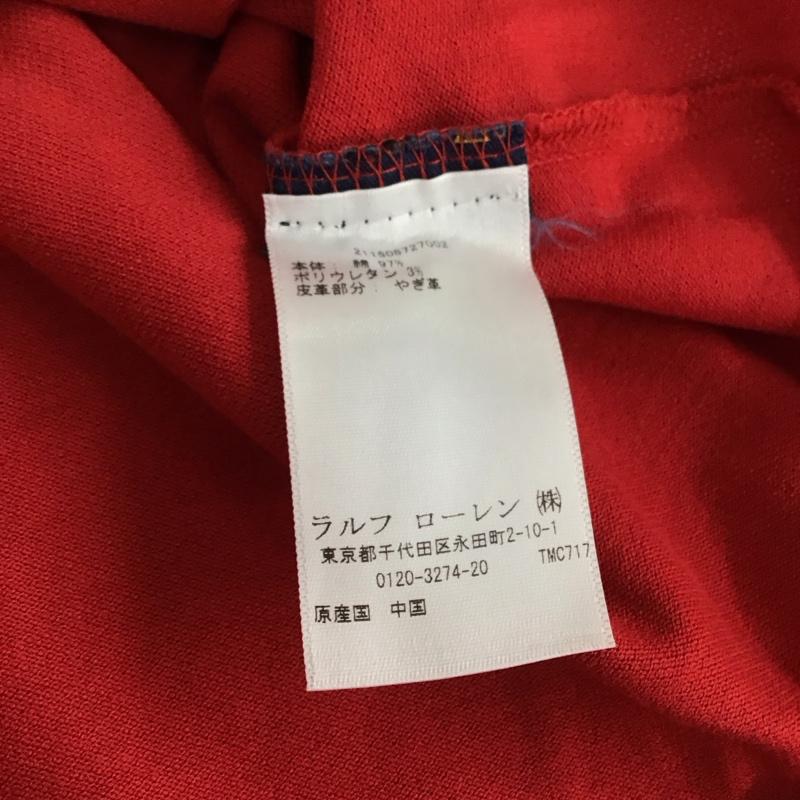 211506727002
本体： 綿 97%
ポリウレタン 3%
皮革部分： やぎ革
ラルフ ローレン ㈱
東京都千代田区永田町2-10-1
0120-3274-20 TMC717
原産国 中国